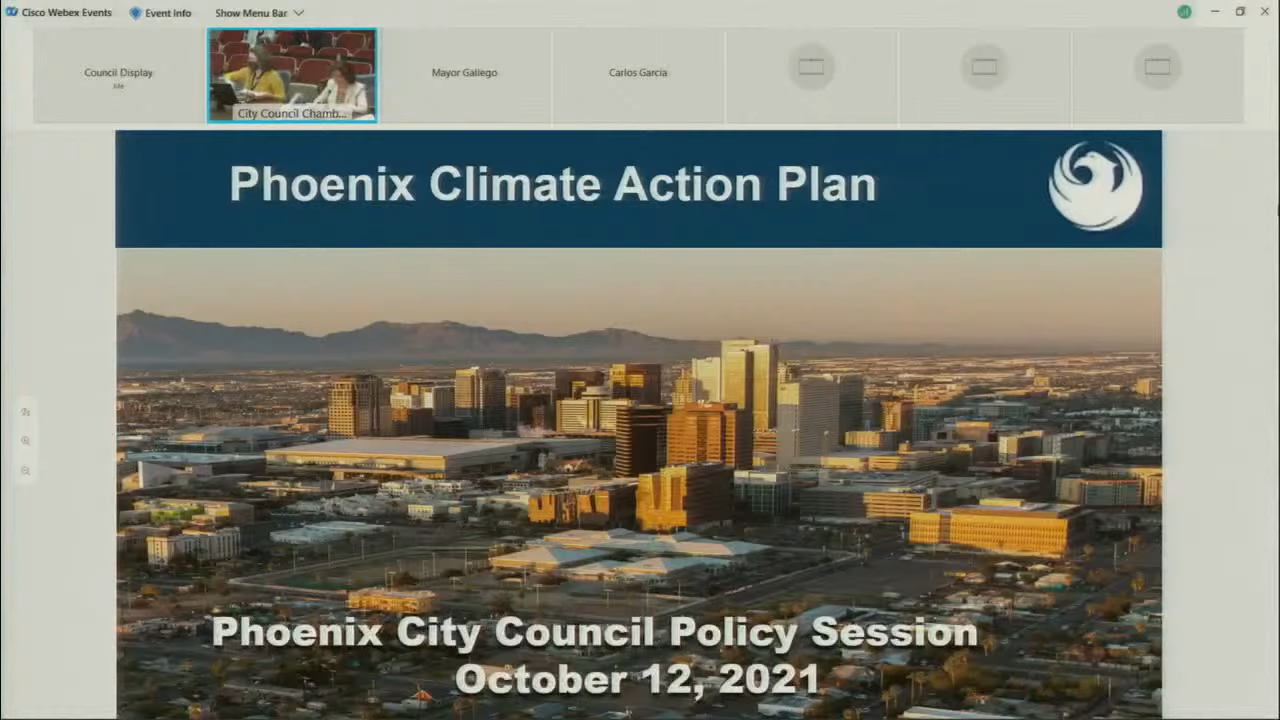 Cisco Webex Events
Event Info
Show Menu Bar
Council Display
Me
City Council Chamb...
Mayor Gallego
Carlos Garcia
Phoenix Climate Action Plan
Phoenix City Council Policy Session
October 12, 2021